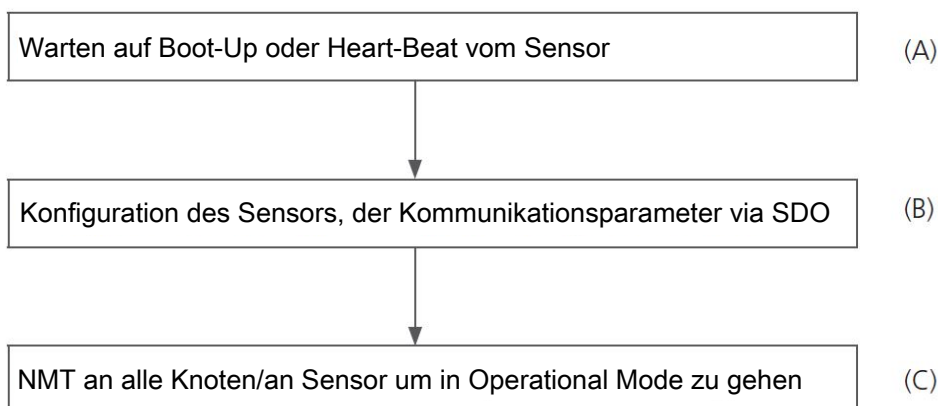 Warten auf Boot-Up oder Heart-Beat vom Sensor
(A)
Konfiguration des Sensors, der Kommunikationsparameter via SDO
(B)
NMT an alle Knoten/an Sensor um in Operational Mode zu gehen
(C)